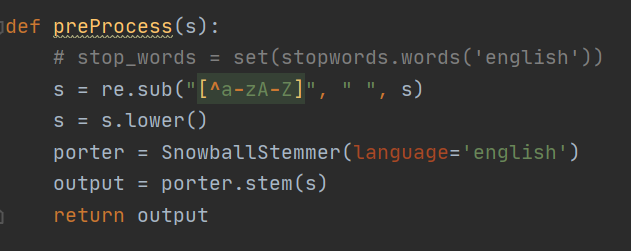 def preProcess(s):
    # stop_words = set(stopwords.words('english'))
    s = re.sub("[^a-zA-Z]", " ", s)
    s = s.lower()
    porter = SnowballStemmer(language='english')
    output = porter.stem(s)
    return output